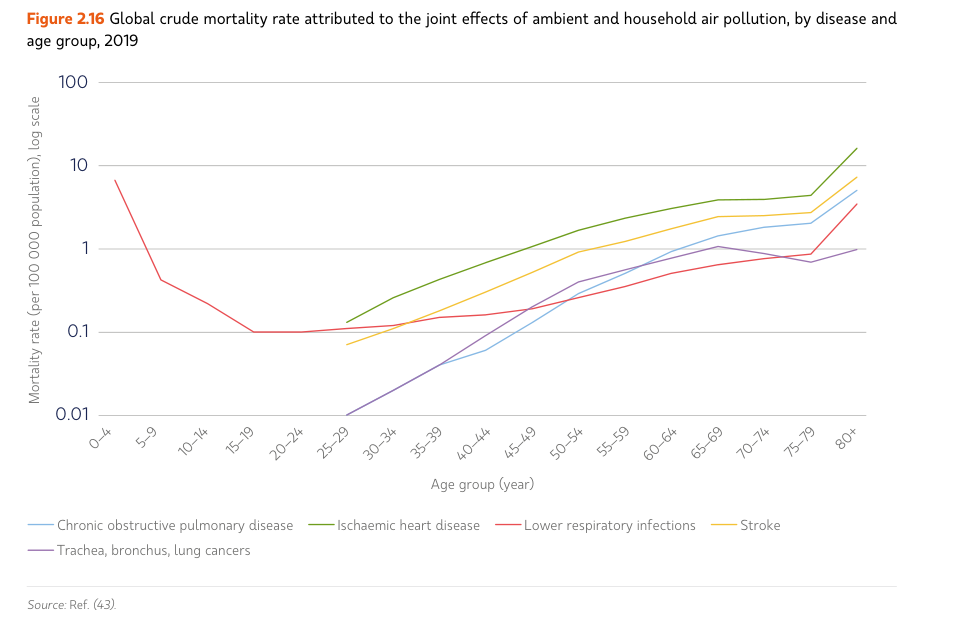 Figure 2.16 Global crude mortality rate attributed to the joint effects of ambient and household air pollution, by disease and
age group, 2019
Mortality rate (per 100 000 population), log scale
100
10
1
0.1
0.01
0–4
5–9
10–14
15–19
20–24
25–29
30–34
35–39
40–44
45–49
50–54
55–59
60–64
65–69
70–74
75–79
80+
Age group (year)
Chronic obstructive pulmonary disease
Ischaemic heart disease
Lower respiratory infections
Stroke
Trachea, bronchus, lung cancers
Source: Ref. (43).